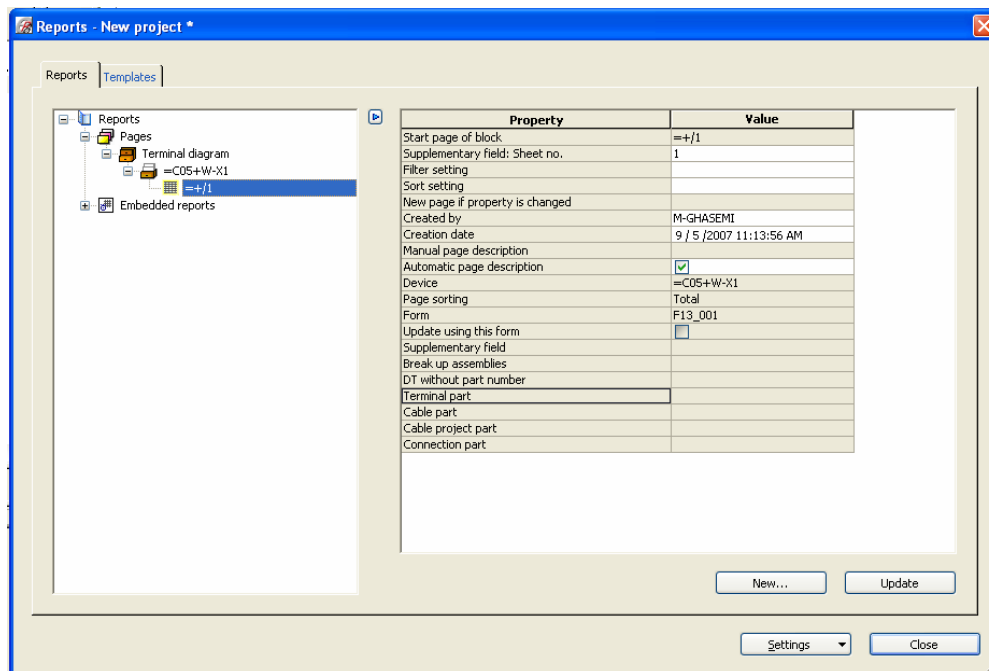 Reports - New project *
Reports Templates
Reports
Pages
Terminal diagram
=C05+W-X1
=+/1
Embedded reports
Property Value
Start page of block =+/1
Supplementary field: Sheet no. 1
Filter setting
Sort setting
New page if property is changed
Created by M-GHASEMI
Creation date 9 / 5 /2007 11:13:56 AM
Manual page description
Automatic page description
Device =C05+W-X1
Page sorting Total
Form F13_001
Update using this form
Supplementary field
Break up assemblies
DT without part number
Terminal part
Cable part
Cable project part
Connection part
New... Update
Settings Close